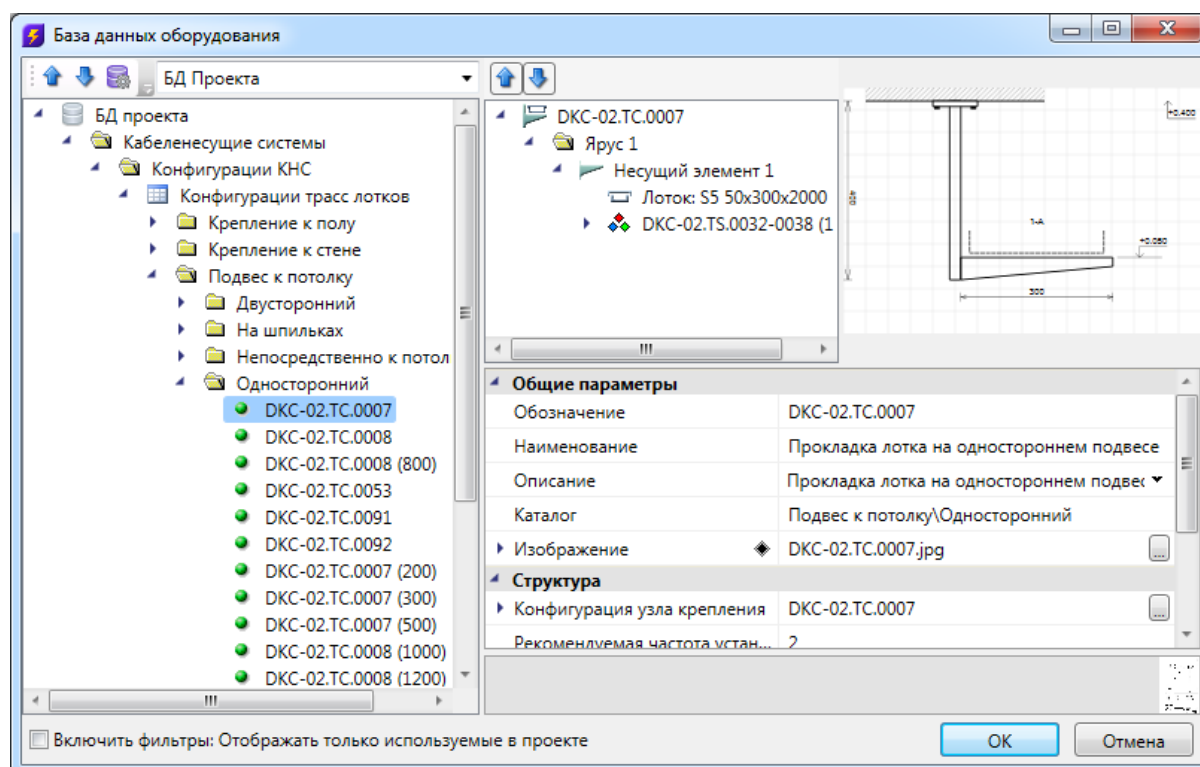 База данных оборудования
БД Проекта
БД проекта
Кабеленесущие системы
Конфигурации КНС
Конфигурации трасс лотков
Крепление к полу
Крепление к стене
Подвес к потолку
Двусторонний
На шпильках
Непосредственно к потол
Односторонний
DKC-02.TC.0007
DKC-02.TC.0008
DKC-02.TC.0008 (800)
DKC-02.TC.0053
DKC-02.TC.0091
DKC-02.TC.0092
DKC-02.TC.0007 (200)
DKC-02.TC.0007 (300)
DKC-02.TC.0007 (500)
DKC-02.TC.0008 (1000)
DKC-02.TC.0008 (1200)
DKC-02.TC.0007
Ярус 1
Несущий элемент 1
Лоток: S5 50x300x2000
DKC-02.TS.0032-0038 (1
+0.400
400
1-A
+0.050
300
Общие параметры
Обозначение DKC-02.TC.0007
Наименование Прокладка лотка на одностороннем подвесе
Описание Прокладка лотка на одностороннем подвес
Каталог Подвес к потолку\Односторонний
Изображение DKC-02.TC.0007.jpg ...
Структура
Конфигурация узла крепления DKC-02.TC.0007 ...
Рекомендуемая частота устан... 2
Включить фильтры: Отображать только используемые в проекте
OK Отмена